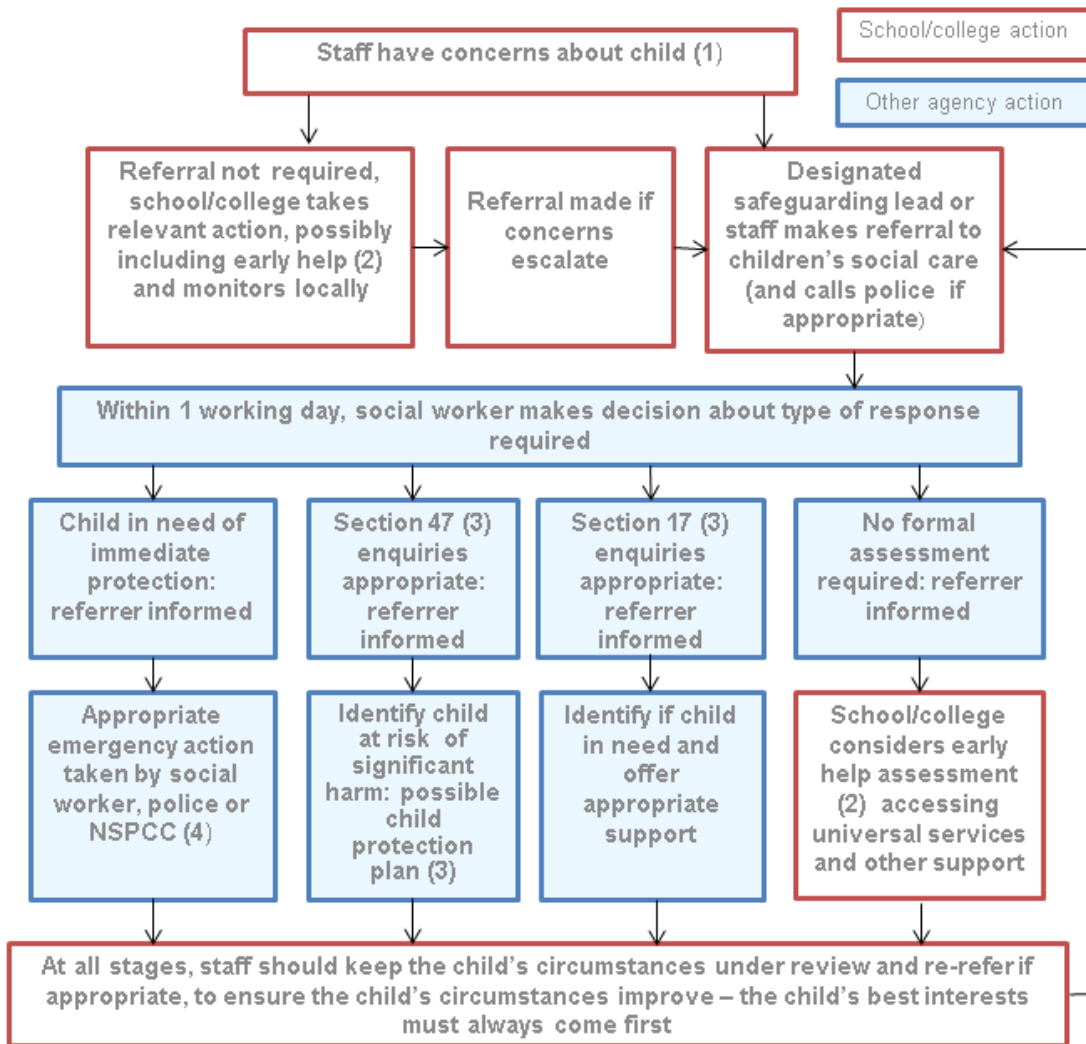 School/college action
Other agency action
Staff have concerns about child (1)
Referral not required,
school/college takes
relevant action, possibly
including early help (2)
and monitors locally
Referral made if
concerns
escalate
Designated
safeguarding lead or
staff makes referral to
children’s social care
(and calls police if
appropriate)
Within 1 working day, social worker makes decision about type of response
required
Child in need of
immediate
protection:
referrer informed
Section 47 (3)
enquiries
appropriate:
referrer
informed
Section 17 (3)
enquiries
appropriate:
referrer
informed
No formal
assessment
required: referrer
informed
Appropriate
emergency action
taken by social
worker, police or
NSPCC (4)
Identify child
at risk of
significant
harm: possible
child
protection
plan (3)
Identify if child
in need and
offer
appropriate
support
School/college
considers early
help assessment
(2) accessing
universal services
and other support
At all stages, staff should keep the child’s circumstances under review and re-refer if
appropriate, to ensure the child’s circumstances improve – the child’s best interests
must always come first